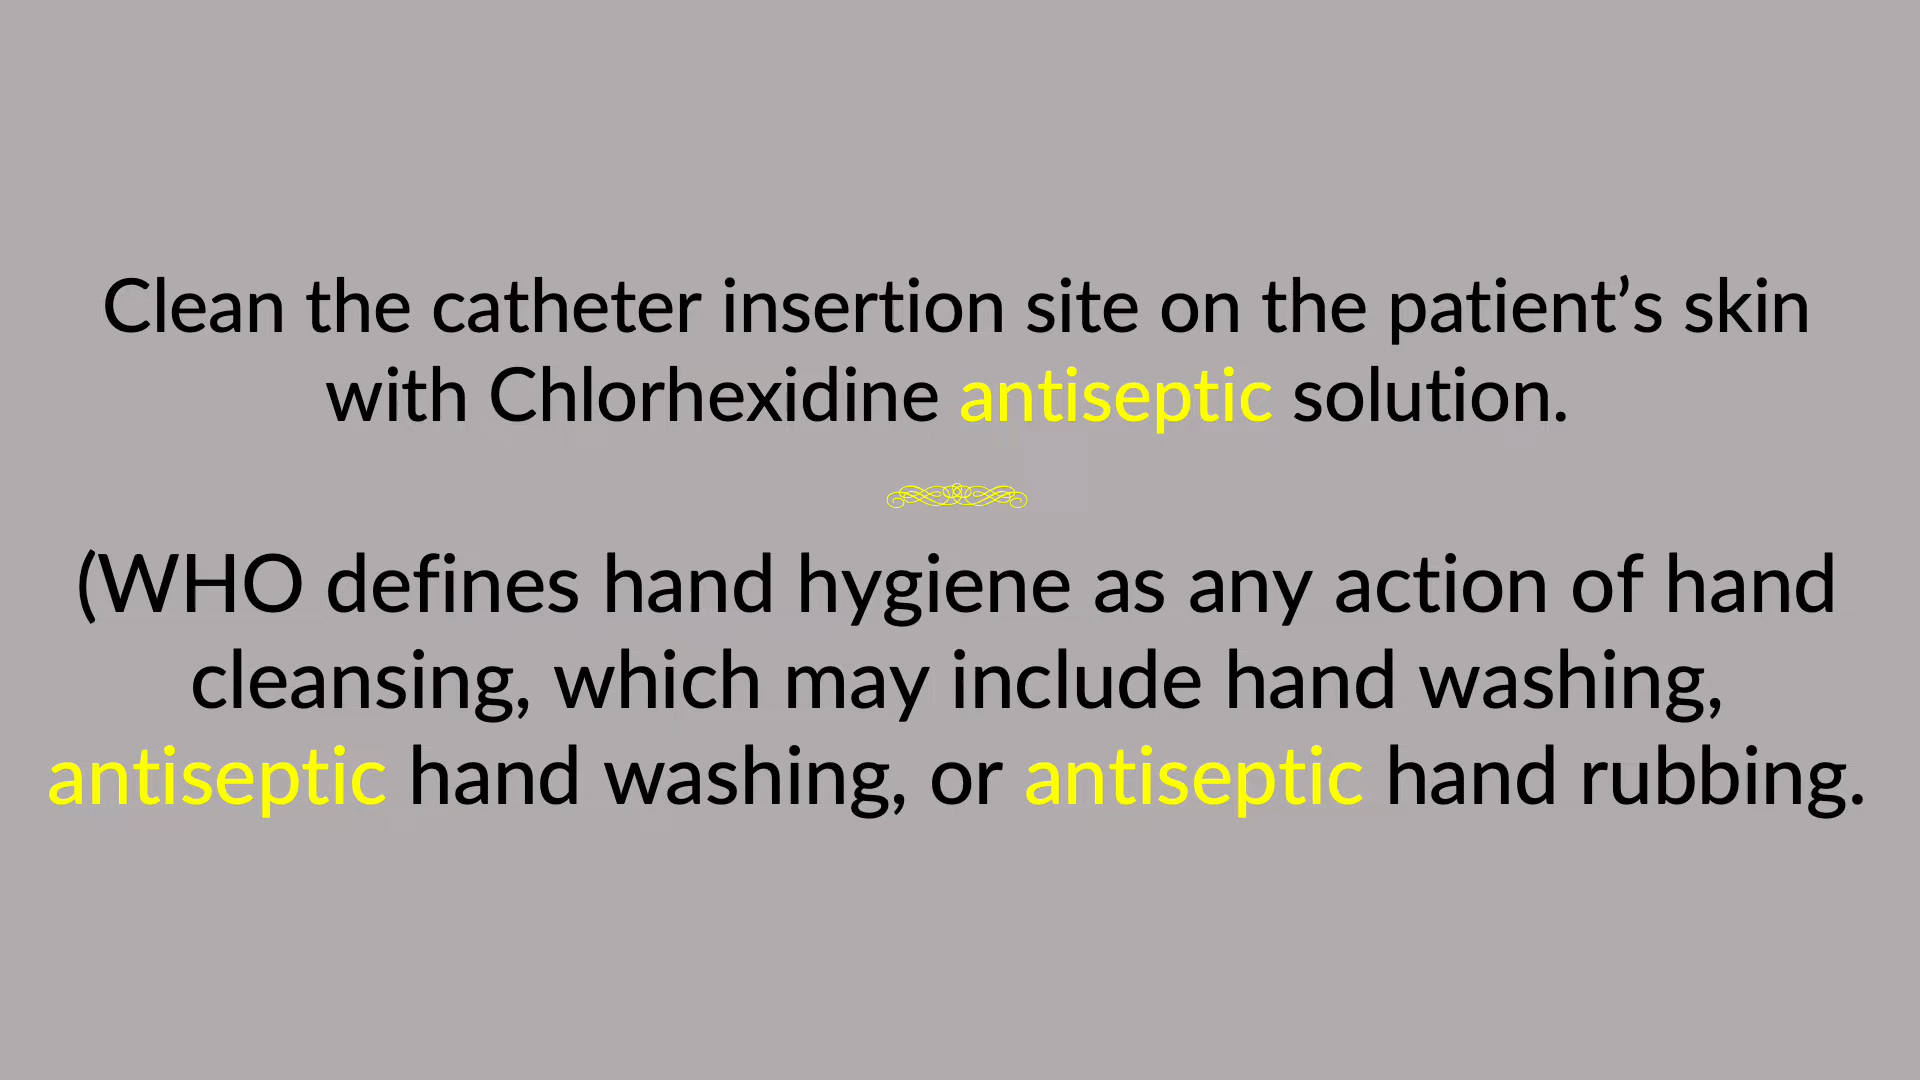 Clean the catheter insertion site on the patient’s skin
with Chlorhexidine antiseptic solution.
(WHO defines hand hygiene as any action of hand
cleansing, which may include hand washing,
antiseptic hand washing, or antiseptic hand rubbing.